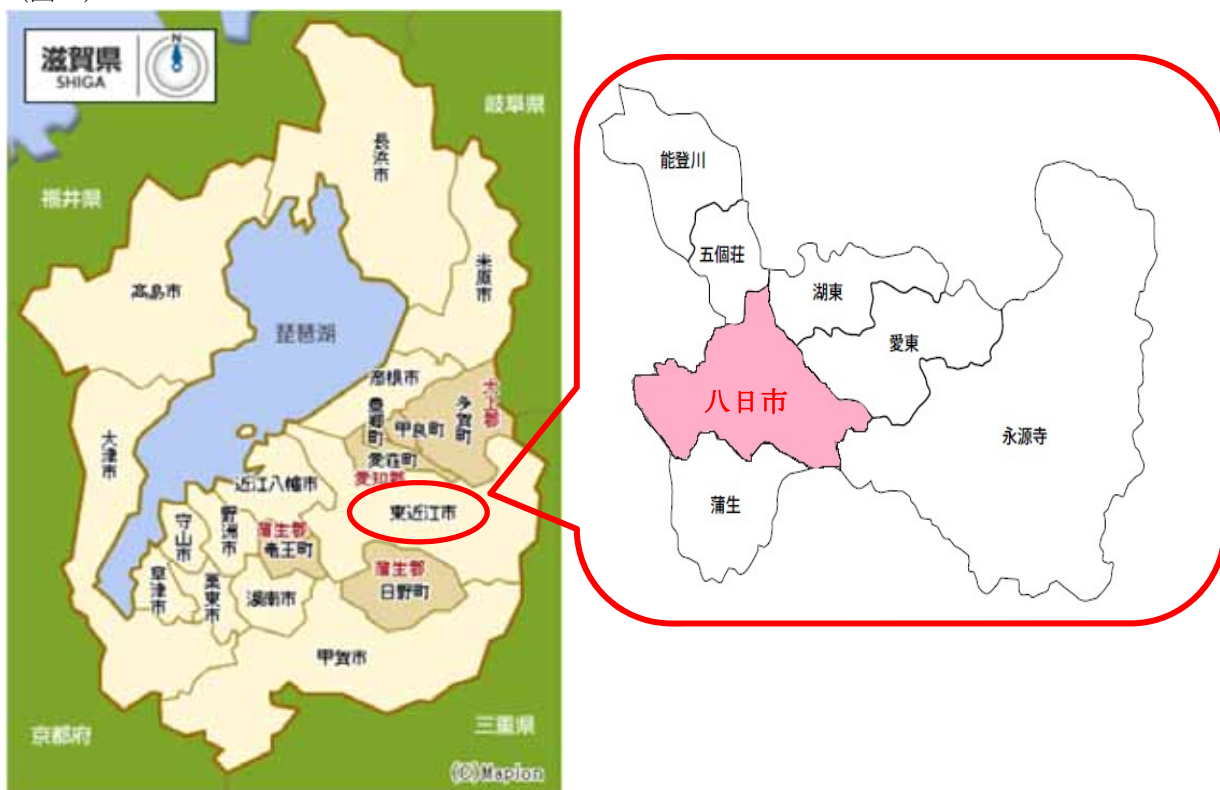 滋賀県
SHIGA
N
岐阜県
福井県
長浜市
米原市
高島市
琵琶湖
彦根市
犬上郡
多賀町
豊郷町
甲良町
大津市
愛荘町
愛知郡
近江八幡市
東近江市
守山市
野洲市
蒲生郡
竜王町
蒲生郡
日野町
草津市
栗東市
湖南市
甲賀市
京都府
三重県
(C)Mapion
能登川
五個荘
湖東
愛東
八日市
永源寺
蒲生